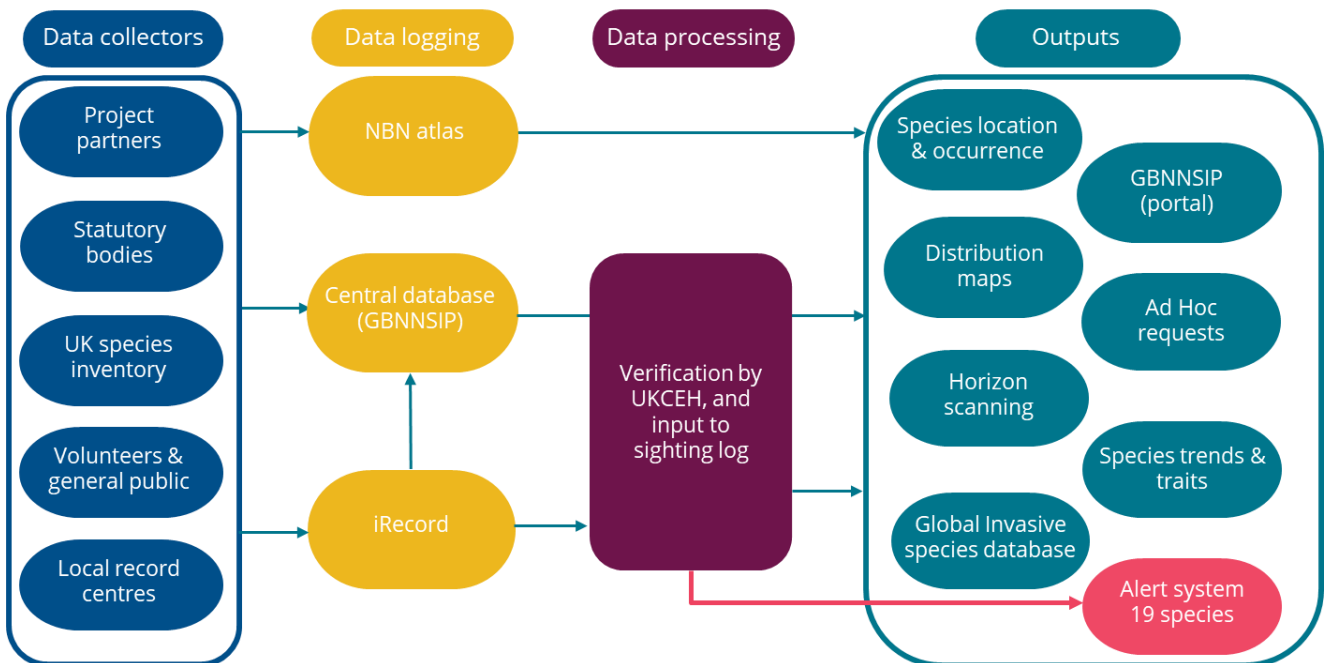 Data collectors
Data logging
Data processing
Outputs
Project
partners
Statutory
bodies
UK species
inventory
Volunteers &
general public
Local record
centres
NBN atlas
Central database
(GBNNSIP)
iRecord
Verification by
UKCEH, and
input to
sighting log
Species location
& occurrence
GBNNSIP
(portal)
Distribution
maps
Ad Hoc
requests
Horizon
scanning
Species trends &
traits
Global Invasive
species database
Alert system
19 species